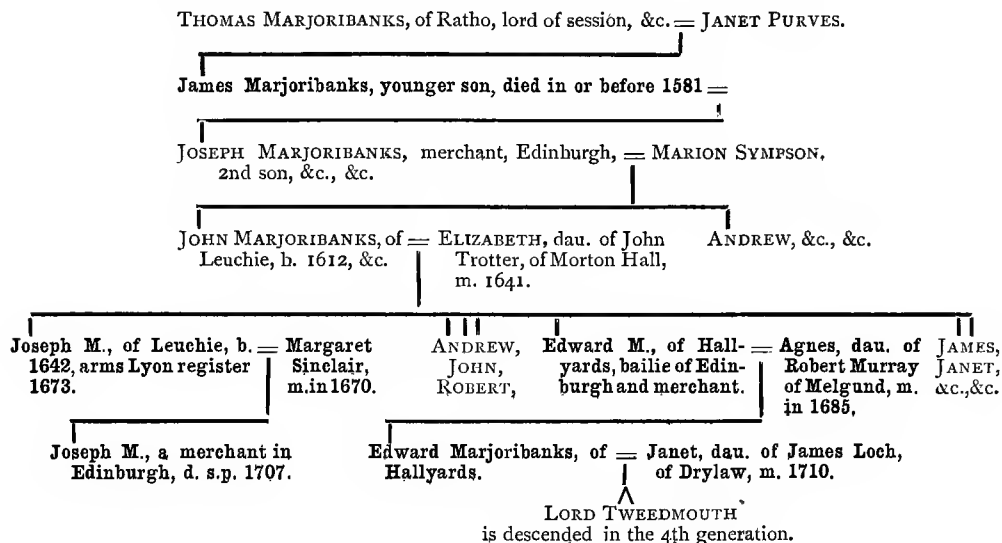 THOMAS MARJORIBANKS, of Ratho, lord of session, &c. = JANET PURVES.
James Marjoribanks, younger son, died in or before 1581 =
JOSEPH MARJORIBANKS, merchant, Edinburgh, = MARION SYMPSON,
2nd son, &c., &c.
JOHN MARJORIBANKS, of = ELIZABETH, dau. of John
Leuchie, b. 1612, &c.
Trotter, of Morton Hall,
m. 1641.
ANDREW, &c., &c.
Joseph M., of Leuchie, b. =
1642, arms Lyon register
1673.
Margaret
Sinclair,
m. in 1670.
ANDREW,
JOHN,
ROBERT,
Edward M., of Hall- =
yards, bailie of Edin-
burgh and merchant.
Agnes, dau. of
Robert Murray
of Melgund, m.
in 1685,
JAMES,
JANET,
&c., &c.
Joseph M., a merchant in
Edinburgh, d. s.p. 1707.
Edward Marjoribanks, of =
Hallyards.
Janet, dau. of James Loch,
of Drylaw, m. 1710.
LORD TWEEDMOUTH
is descended in the 4th generation.